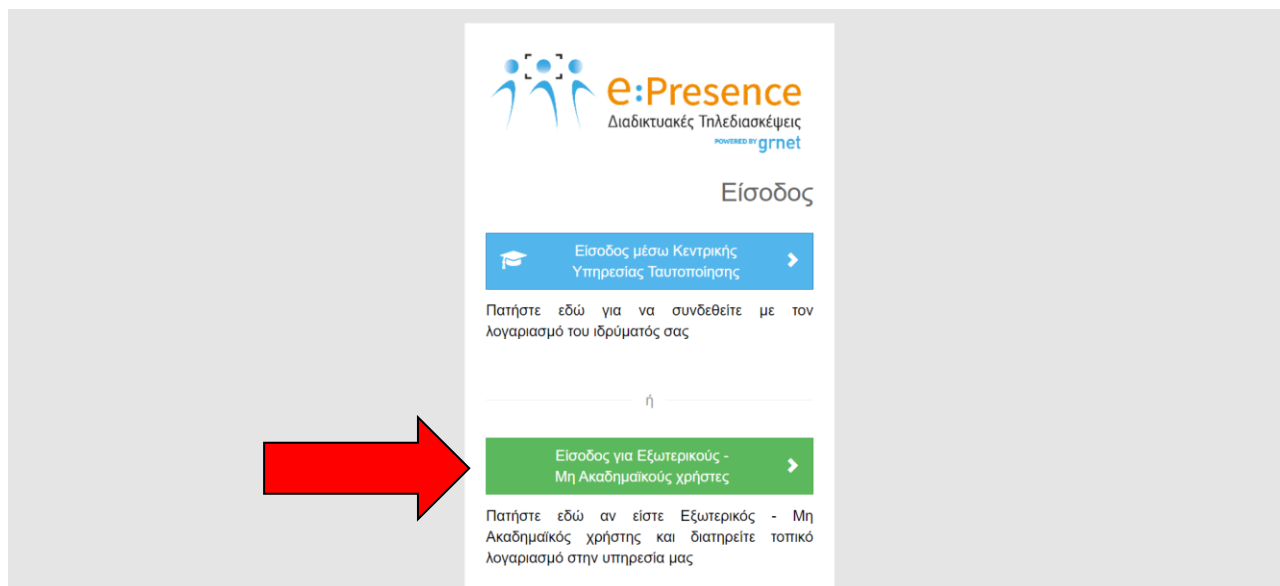 e:Presence
Διαδικτυακές Τηλεδιασκέψεις
POWERED BY grnet
Είσοδος
Είσοδος μέσω Κεντρικής
Υπηρεσίας Ταυτοποίησης
Πατήστε εδώ για να συνδεθείτε με τον
λογαριασμό του ιδρύματός σας
ή
Είσοδος για Εξωτερικούς -
Μη Ακαδημαϊκούς χρήστες
Πατήστε εδώ αν είστε Εξωτερικός - Μη
Ακαδημαϊκός χρήστης και διατηρείτε τοπικό
λογαριασμό στην υπηρεσία μας